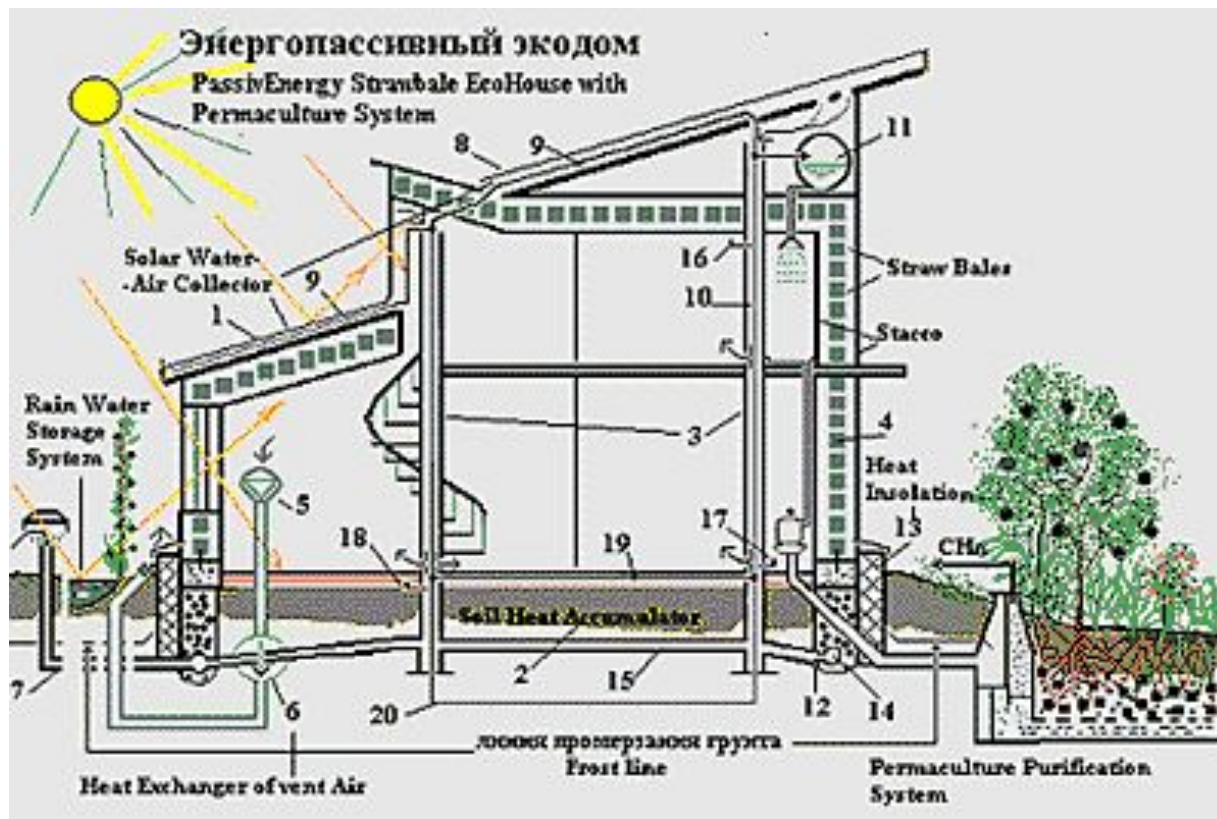 Энергопассивный экодом
PassivEnergy Strawbale EcoHouse with
Permaculture System
8
9
11
Solar Water-
-Air Collector
9
1
16
10
Straw Bales
Stacco
Rain Water
Storage
System
3
4
5
Heat
Insolation
13
17
18
19
CHn
Soil Heat Accumulator
2
15
7
6
20
12
14
линия промерзания грунта
Frost line
Heat Exchanger of vent Air
Permaculture Purification
System